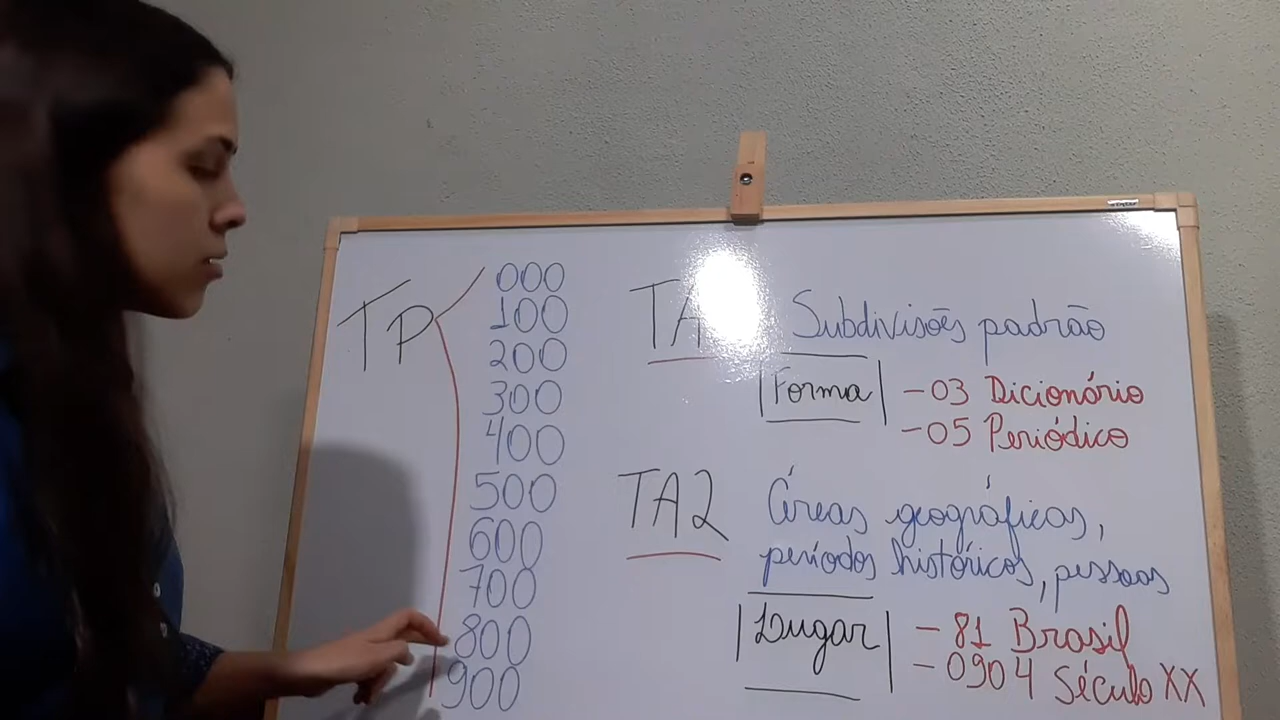 TP
000
100
200
300
400
500
600
700
800
900
TA Subdivisões padrão
Forma -03 Dicionário
-05 Periódico
TA2 Áreas geográficas,
períodos históricos, pessoas
Lugar -81 Brasil
-0904 Século XX